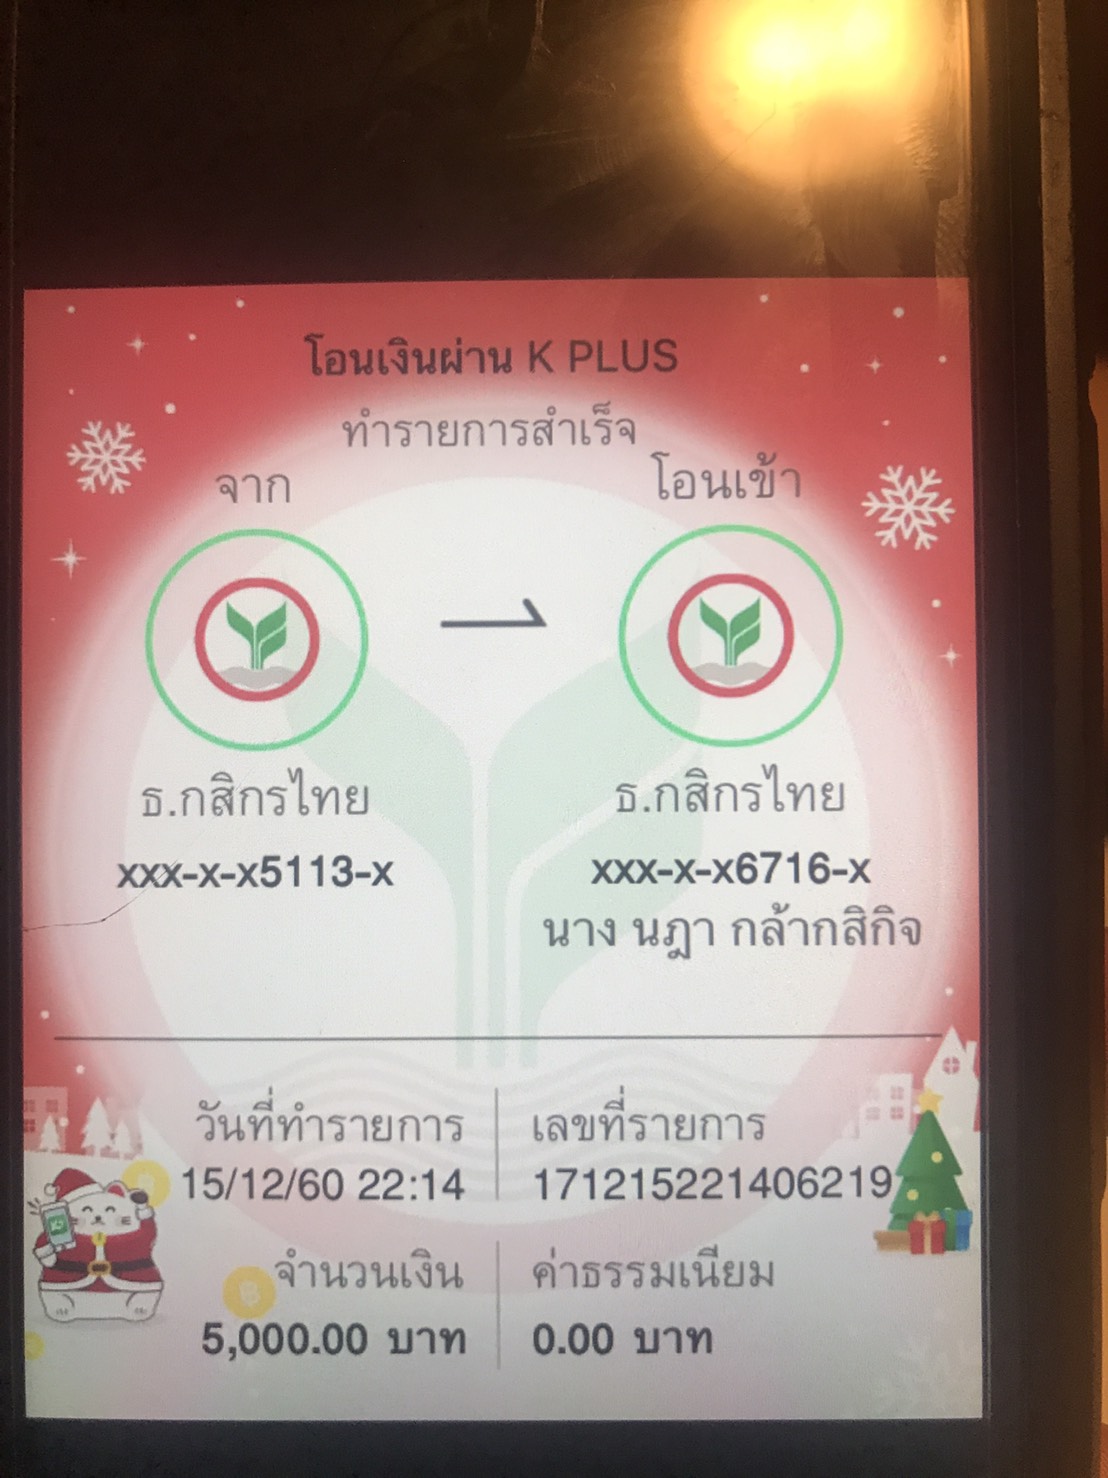 โอนเงินผ่าน K PLUS
ทำรายการสำเร็จ
จาก
โอนเข้า
ธ.กสิกรไทย
ธ.กสิกรไทย
xxx-x-x5113-x
xxx-x-x6716-x
นาง นฎา กล้ากสิกิจ
วันที่ทำรายการ
เลขที่รายการ
15/12/60 22:14
171215221406219
จำนวนเงิน
ค่าธรรมเนียม
5,000.00 บาท
0.00 บาท